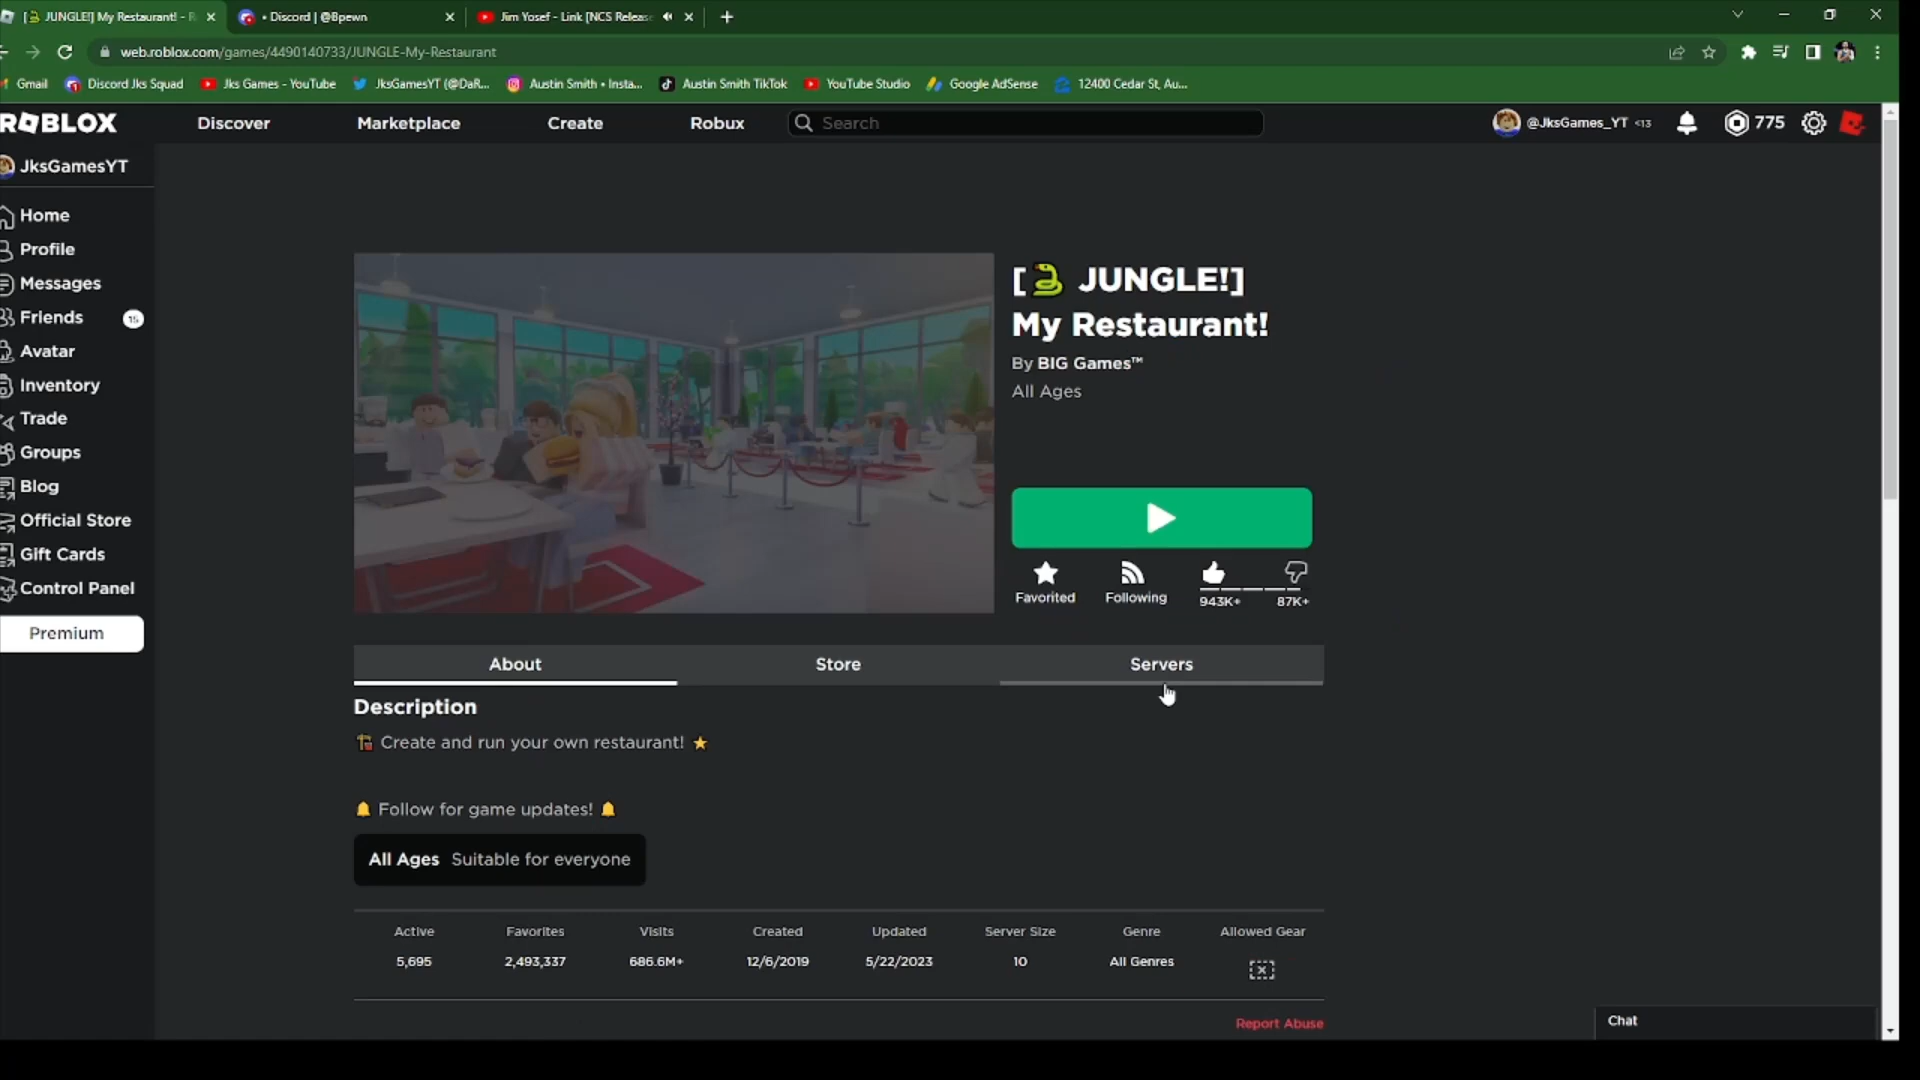 [ JUNGLE!] My Restaurant! - R
• Discord | @Bpewn
Jim Yosef - Link [NCS Release
web.roblox.com/games/4490140733/JUNGLE-My-Restaurant
Gmail
Discord Jks Squad
Jks Games - YouTube
JksGamesYT (@DaR...
Austin Smith • Insta...
Austin Smith TikTok
YouTube Studio
Google AdSense
12400 Cedar St, Au...
ROBLOX
Discover
Marketplace
Create
Robux
Search
@JksGames_YT <13
775
JksGamesYT
Home
Profile
Messages
Friends 15
Avatar
Inventory
Trade
Groups
Blog
Official Store
Gift Cards
Control Panel
Premium
[🐍 JUNGLE!]
My Restaurant!
By BIG Games™
All Ages
Favorited
Following
943K+
87K+
About
Store
Servers
Description
🏗️ Create and run your own restaurant! ⭐
🔔 Follow for game updates! 🔔
All Ages Suitable for everyone
Active Favorites Visits Created Updated Server Size Genre Allowed Gear
5,695 2,493,337 686.6M+ 12/6/2019 5/22/2023 10 All Genres
Report Abuse
Chat